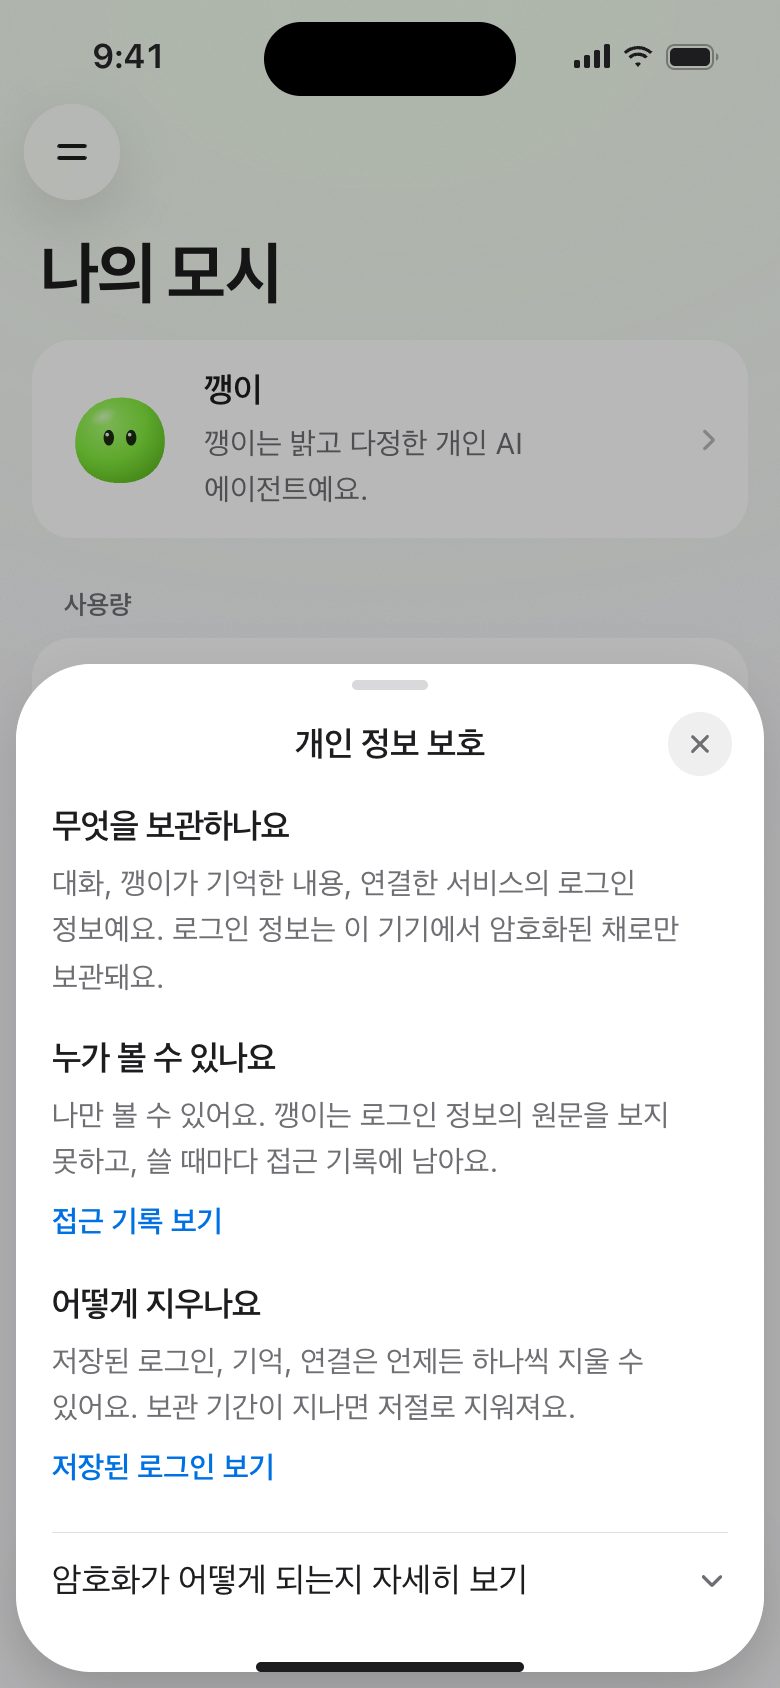 9:41
나의 모시
깽이
깽이는 밝고 다정한 개인 AI
에이전트예요.
사용량
개인 정보 보호
무엇을 보관하나요
대화, 깽이가 기억한 내용, 연결한 서비스의 로그인
정보예요. 로그인 정보는 이 기기에서 암호화된 채로만
보관돼요.
누가 볼 수 있나요
나만 볼 수 있어요. 깽이는 로그인 정보의 원문을 보지
못하고, 쓸 때마다 접근 기록에 남아요.
접근 기록 보기
어떻게 지우나요
저장된 로그인, 기억, 연결은 언제든 하나씩 지울 수
있어요. 보관 기간이 지나면 저절로 지워져요.
저장된 로그인 보기
암호화가 어떻게 되는지 자세히 보기